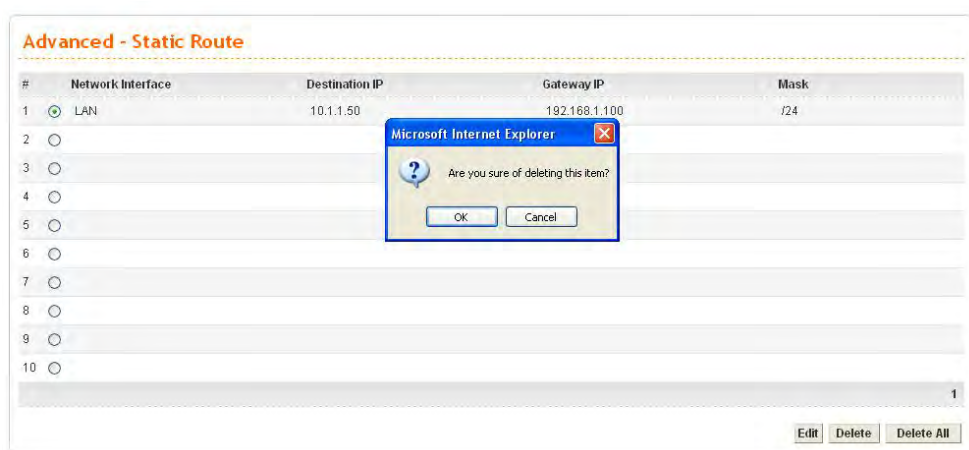 Advanced - Static Route
# Network Interface Destination IP Gateway IP Mask
1 LAN 10.1.1.50 192.168.1.100 /24
Microsoft Internet Explorer
Are you sure of deleting this item?
OK Cancel
2
3
4
5
6
7
8
9
10
1
Edit Delete Delete All